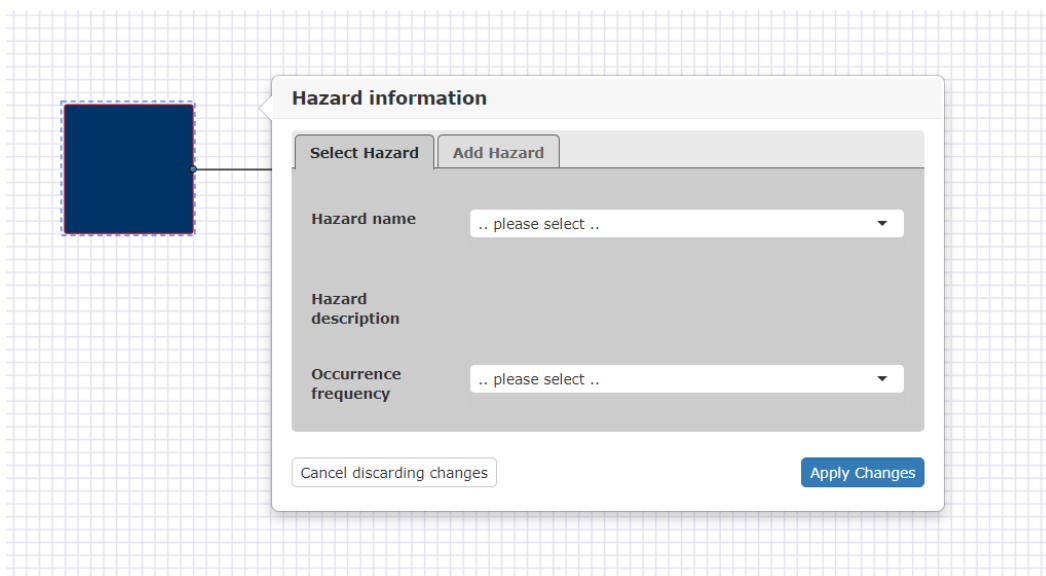 Hazard information
Select Hazard Add Hazard
Hazard name .. please select ..
Hazard
description
Occurrence
frequency .. please select ..
Cancel discarding changes Apply Changes